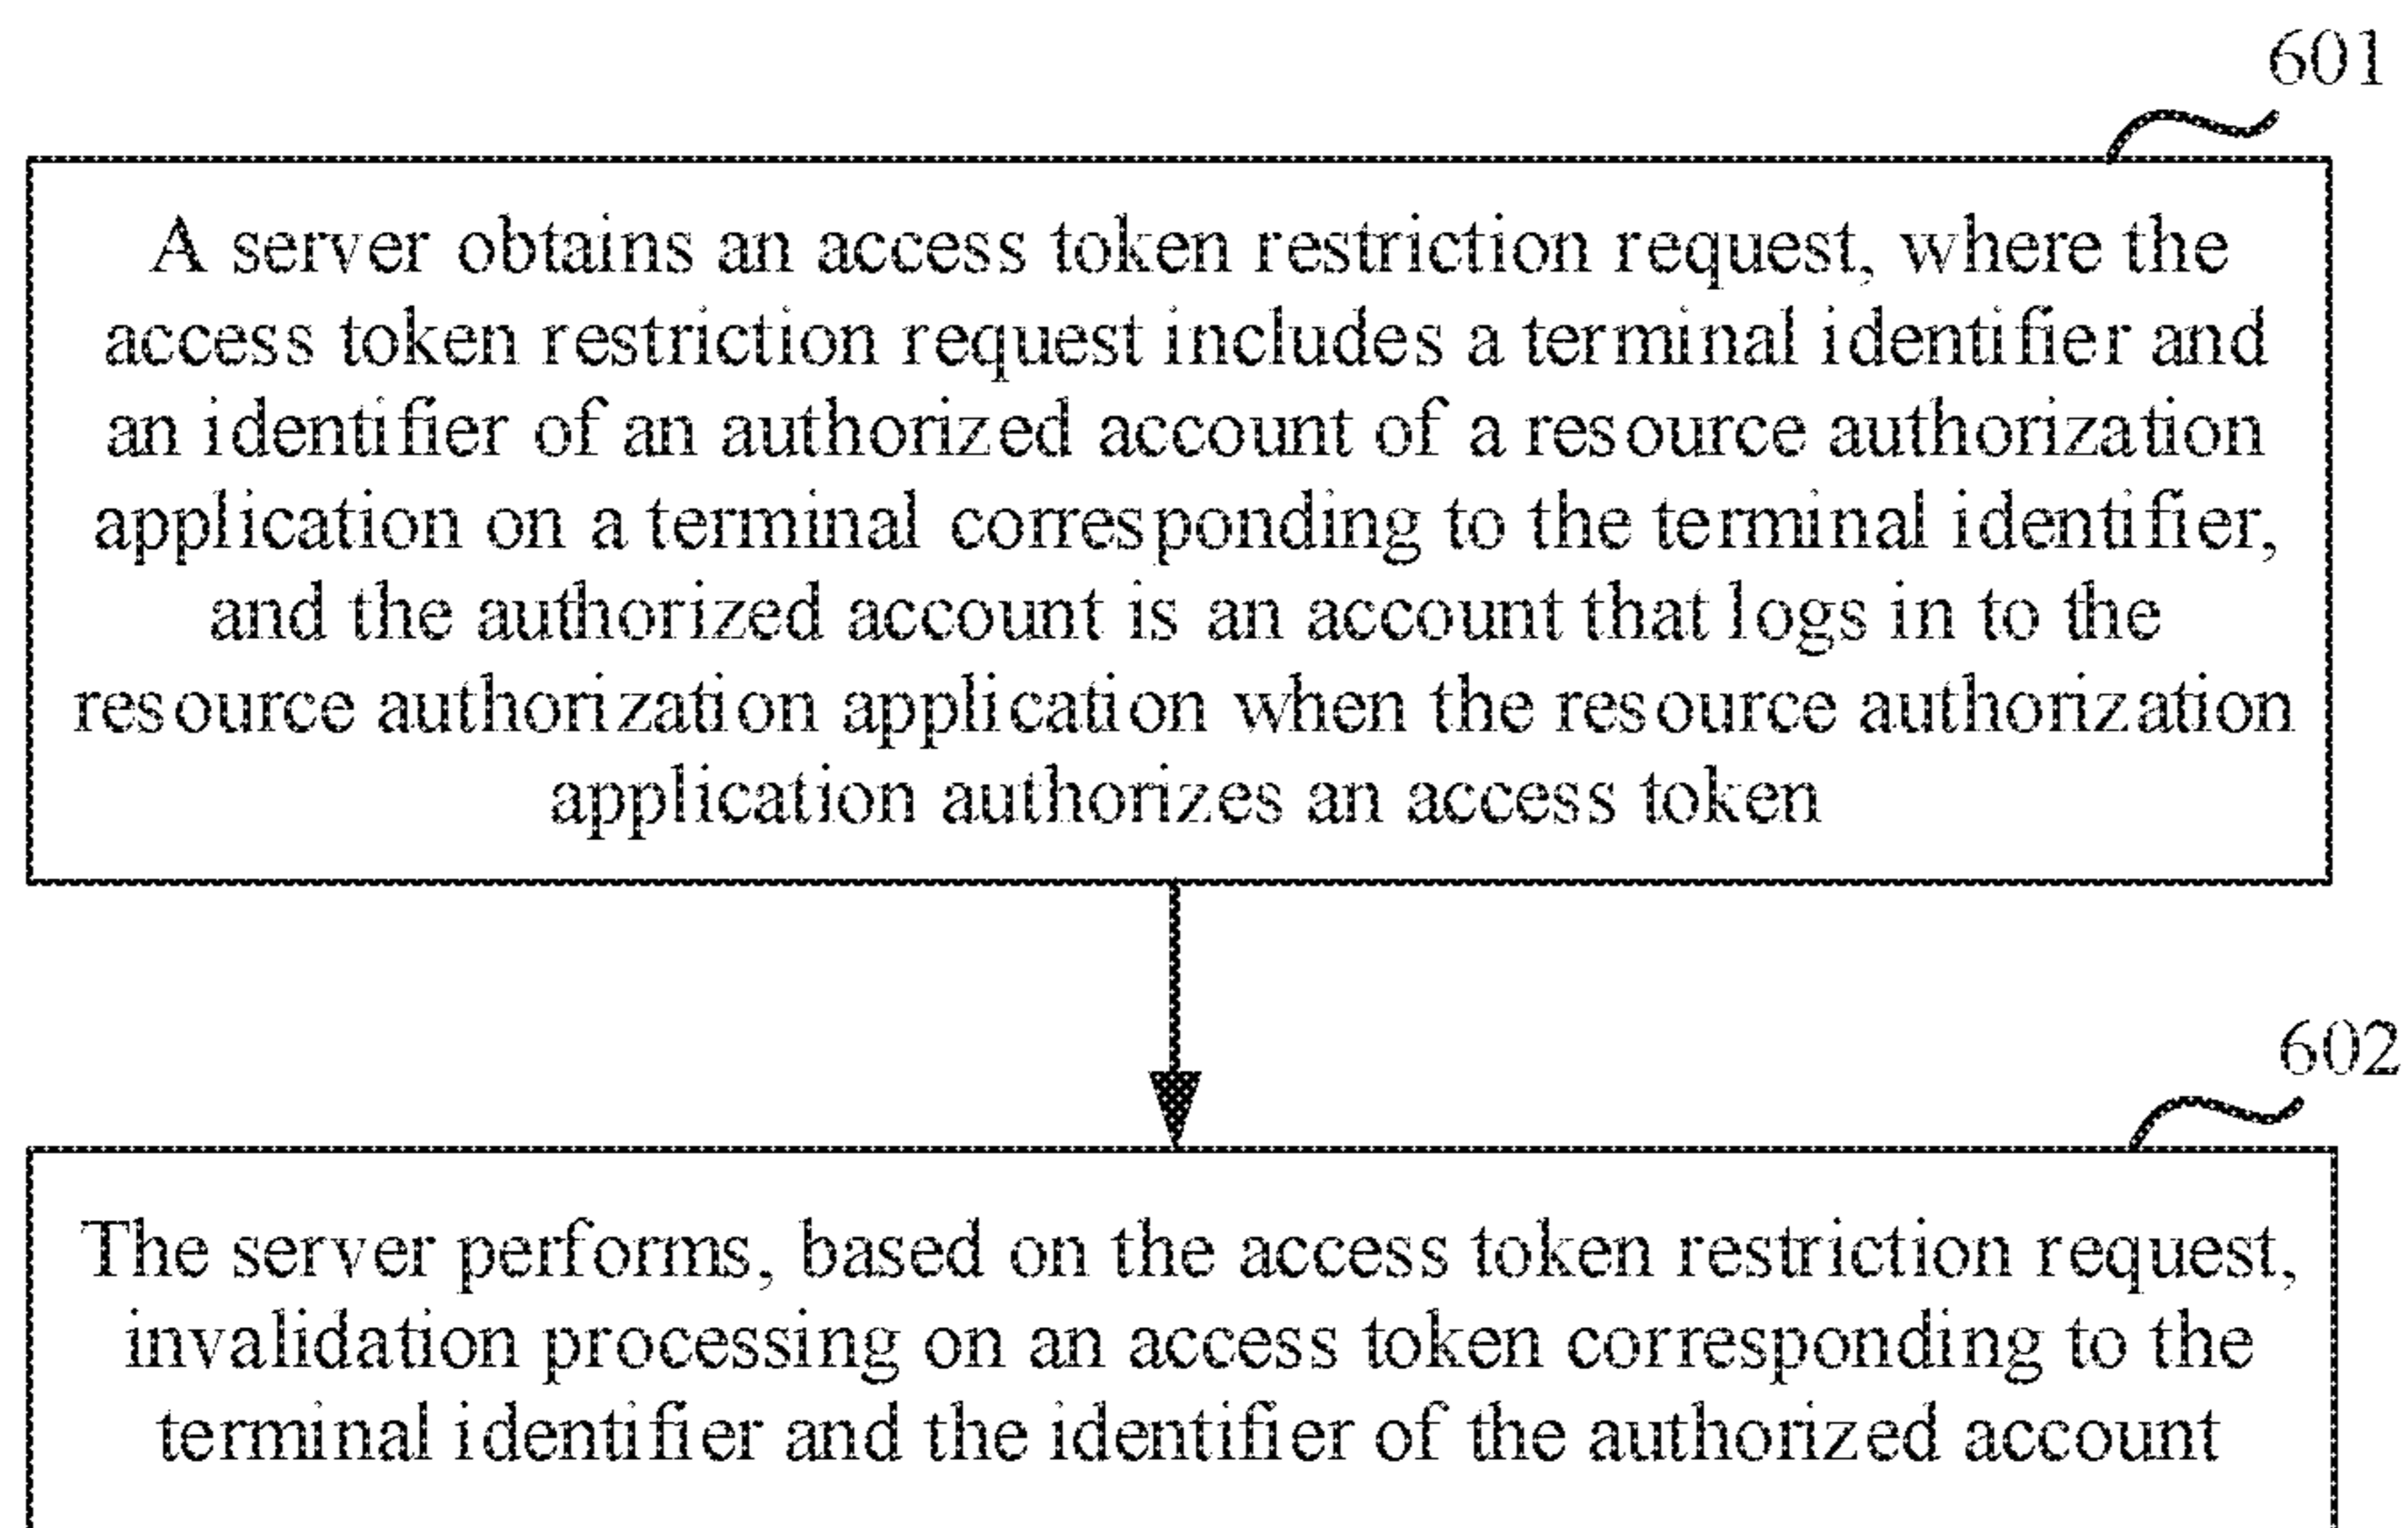 601
A server obtains an access token restriction request, where the
access token restriction request includes a terminal identifier and
an identifier of an authorized account of a resource authorization
application on a terminal corresponding to the terminal identifier,
and the authorized account is an account that logs in to the
resource authorization application when the resource authorization
application authorizes an access token
602
The server performs, based on the access token restriction request,
invalidation processing on an access token corresponding to the
terminal identifier and the identifier of the authorized account